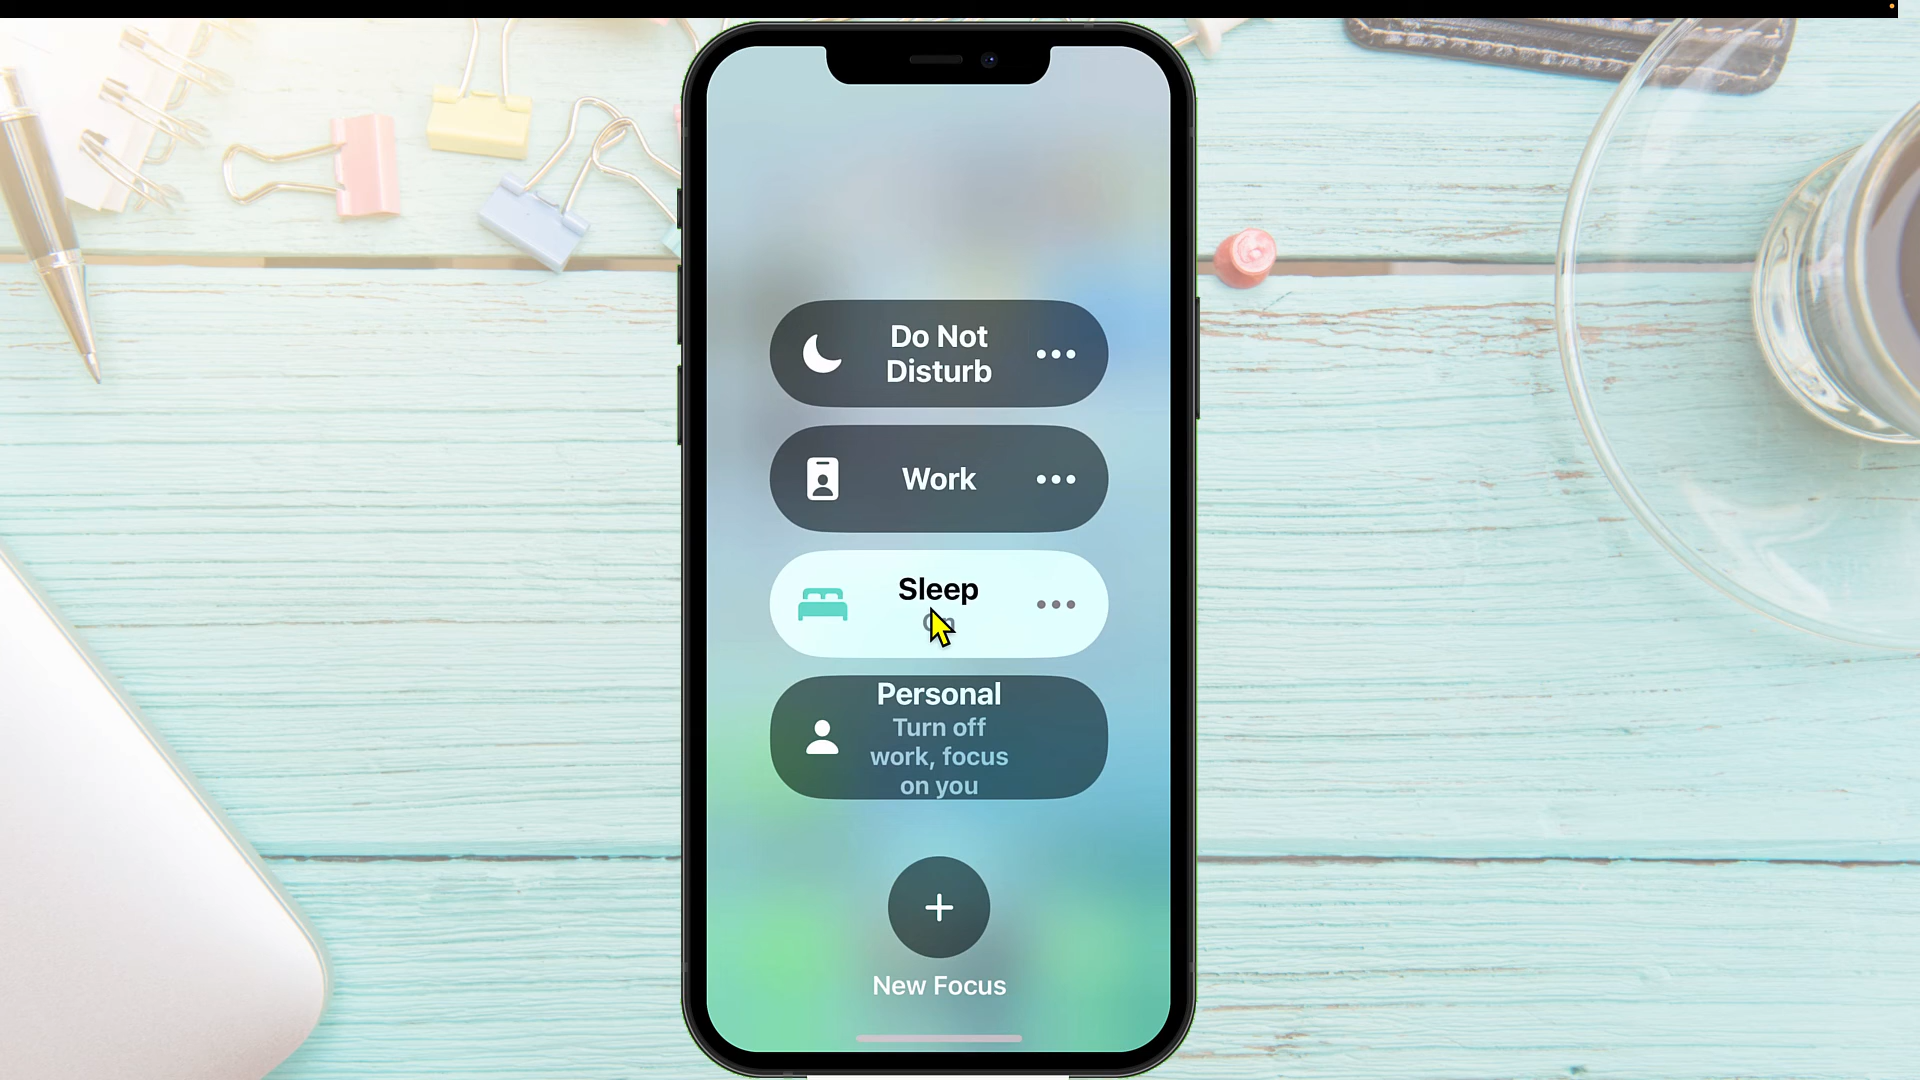 Do Not
Disturb
Work
Sleep
Personal
Turn off
work, focus
on you
New Focus